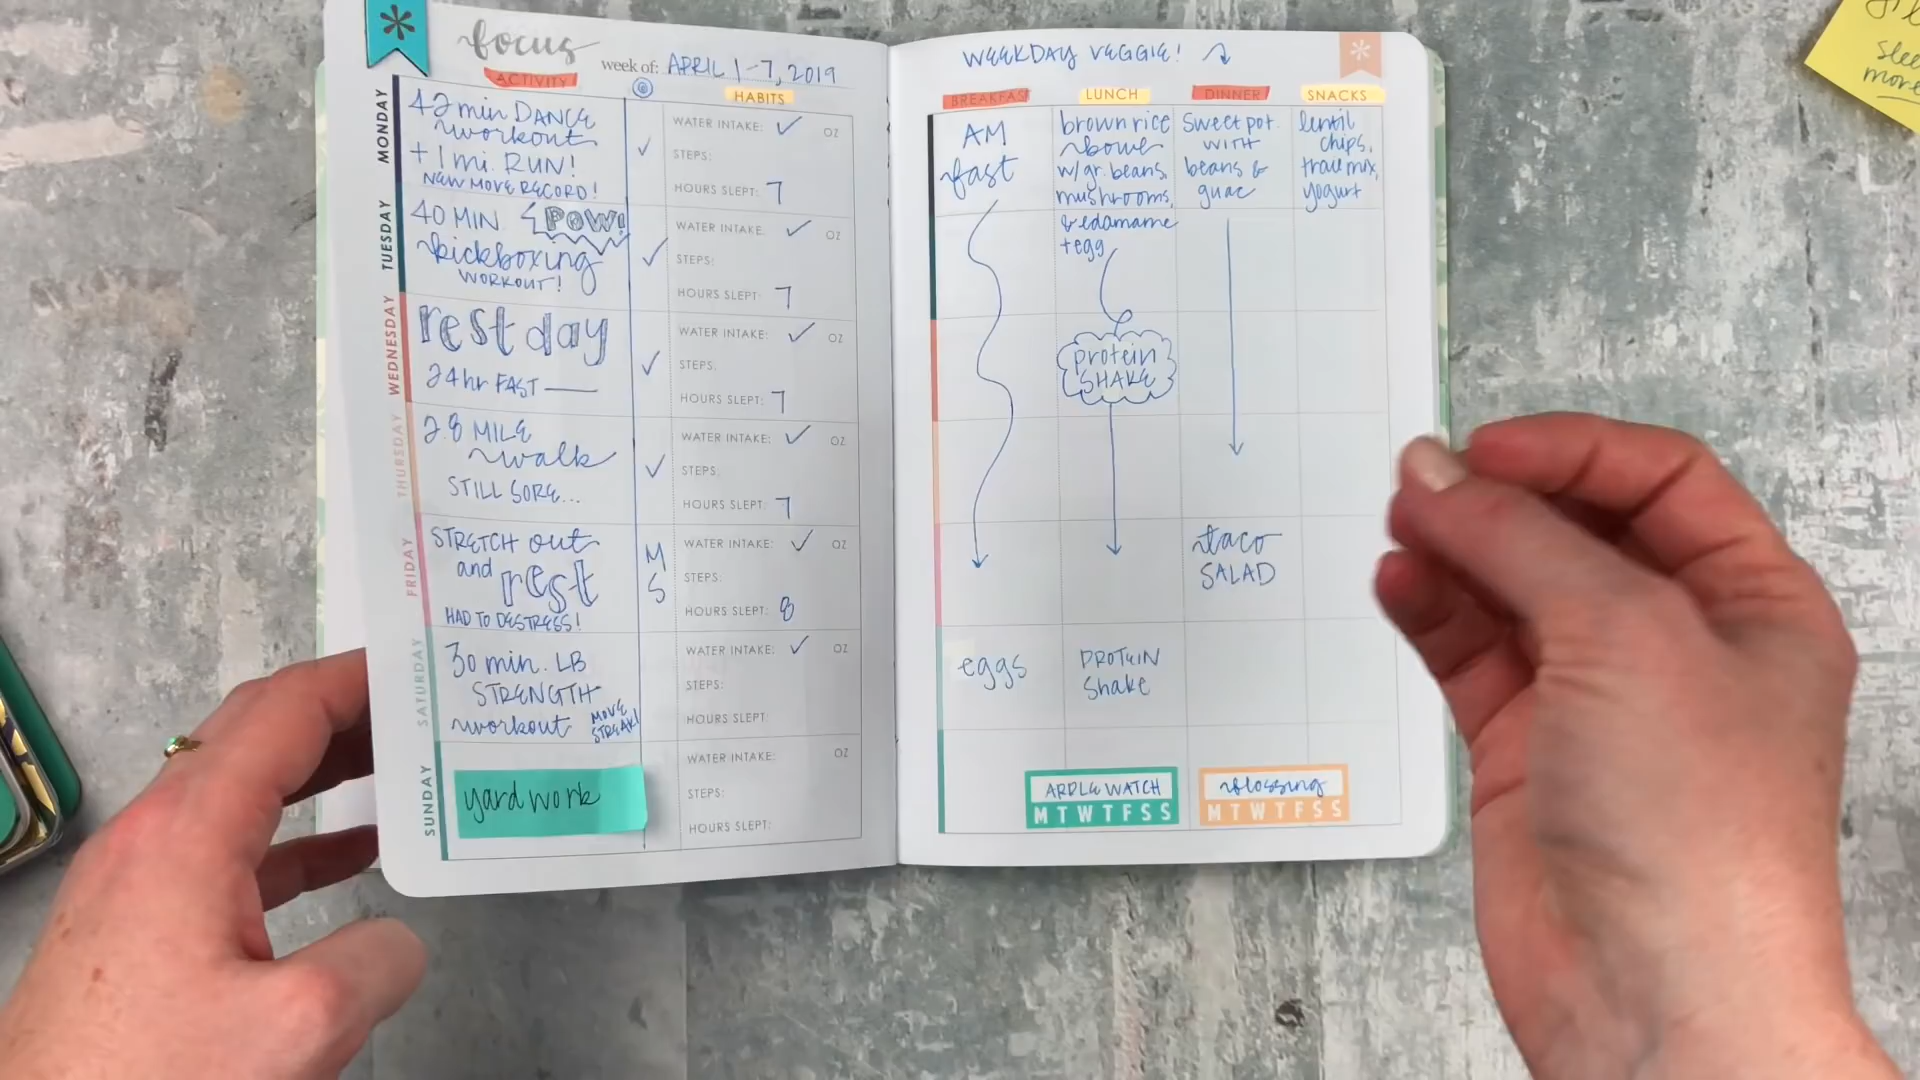 focus
week of: APRIL 1-7, 2019
ACTIVITY
HABITS
MONDAY
42 min DANCE
workout
+ 1 mi. RUN!
NEW MOVE RECORD!
✓
WATER INTAKE: ✓ OZ
STEPS:
HOURS SLEPT: 7
TUESDAY
40 MIN POW!
kickboxing
WORKOUT!
✓
WATER INTAKE: ✓ OZ
STEPS:
HOURS SLEPT: 7
WEDNESDAY
rest day
24hr FAST
✓
WATER INTAKE: ✓ OZ
STEPS:
HOURS SLEPT: 7
THURSDAY
2.8 MILE
walk
STILL SORE...
✓
WATER INTAKE: ✓ OZ
STEPS:
HOURS SLEPT: 7
FRIDAY
STRETCH out
and rest
HAD TO DESTRESS!
M
S
WATER INTAKE: ✓ OZ
STEPS:
HOURS SLEPT: 8
SATURDAY
30 min. LB
STRENGTH
workout
MOVE
STREAK!
WATER INTAKE: ✓ OZ
STEPS:
HOURS SLEPT:
SUNDAY
yardwork
WATER INTAKE: OZ
STEPS:
HOURS SLEPT:
WEEKDAY VEGGIE!
BREAKFAST
LUNCH
DINNER
SNACKS
AM
fast
brown rice
bowl
w/gr. beans,
mushrooms,
& edamame
+ egg
sweet pot.
WITH
beans &
guac
lentil
chips,
trail mix,
yogurt
protein
SHAKE
taco
SALAD
eggs
PROTEIN
shake
APPLE WATCH
M T W T F S S
flossing
M T W T F S S
more